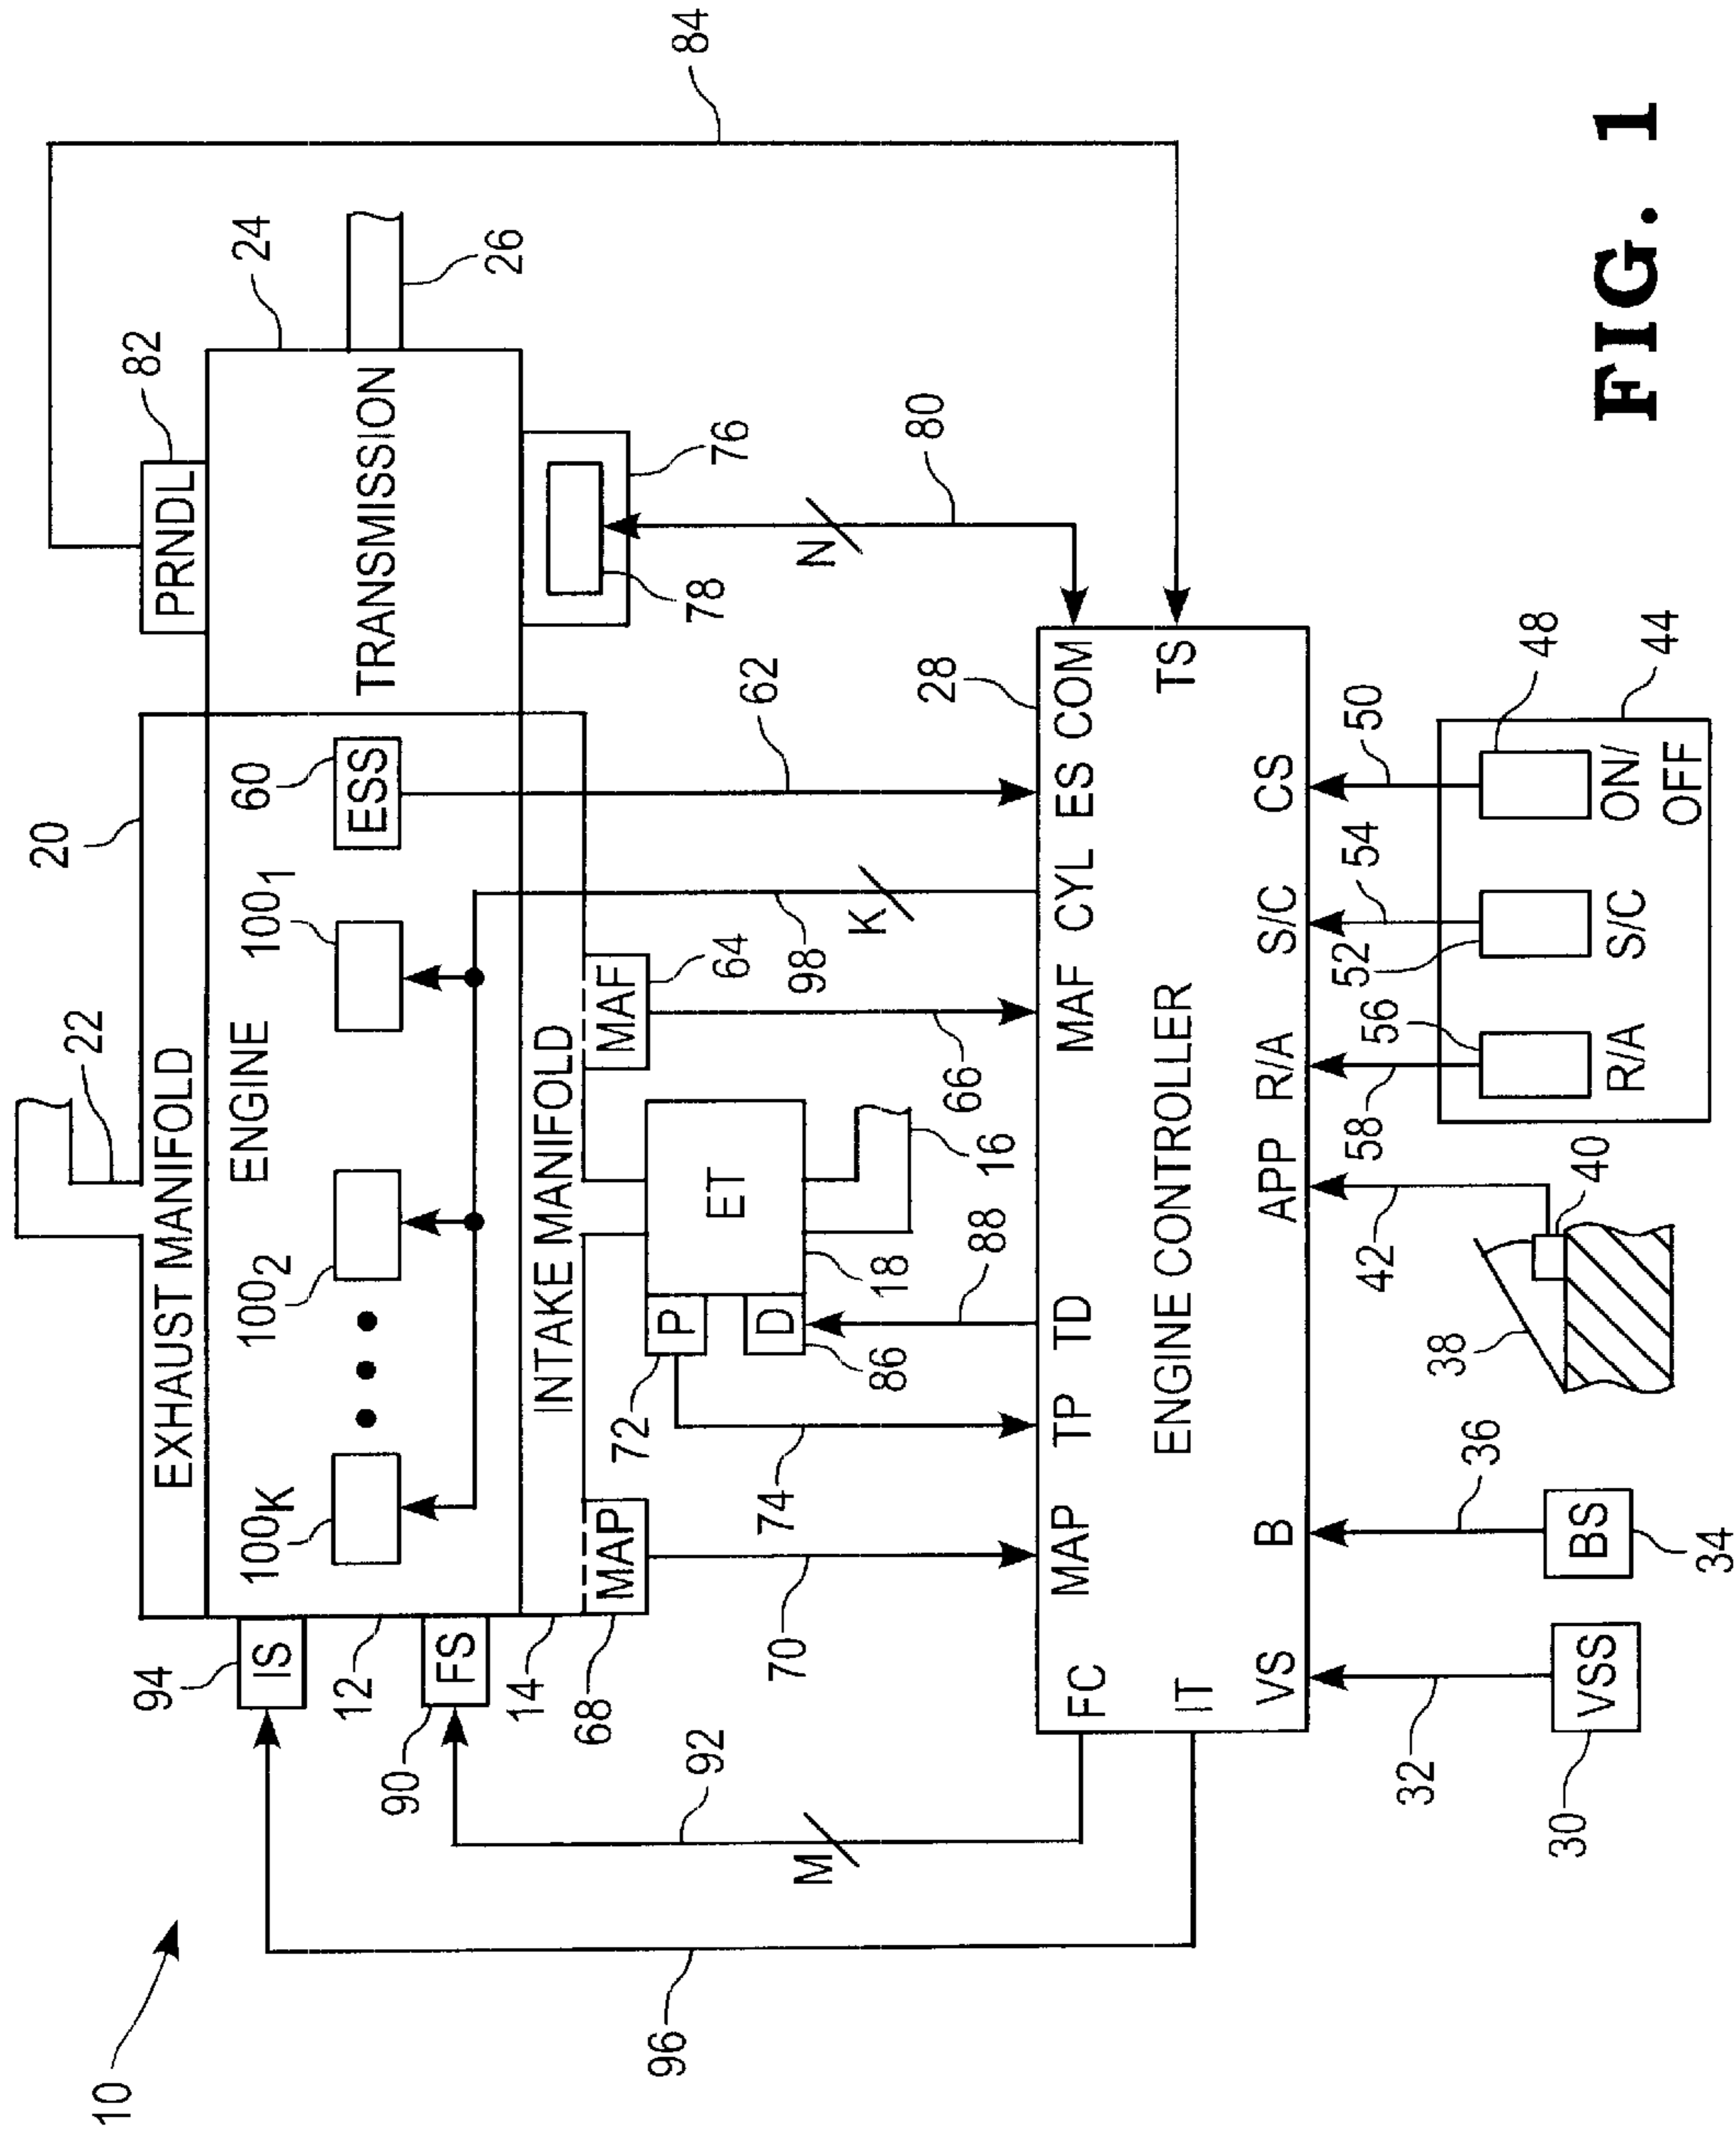 10
96
92
M
94
IS
12
90
FS
14
68
MAP
70
EXHAUST MANIFOLD
22
20
ENGINE
100K
1002
1001
60
ESS
INTAKE MANIFOLD
MAF
64
66
72
P
D
86
ET
18
16
74
88
98
K
62
PRNDL
82
24
TRANSMISSION
26
76
78
N
80
84
28
FC
MAP
TP
TD
MAF
CYL
ES
COM
IT
ENGINE CONTROLLER
TS
VS
B
APP
R/A
S/C
CS
32
36
42
58
56
52
54
50
48
44
VSS
30
BS
34
38
40
R/A
S/C
ON/
OFF
FIG. 1